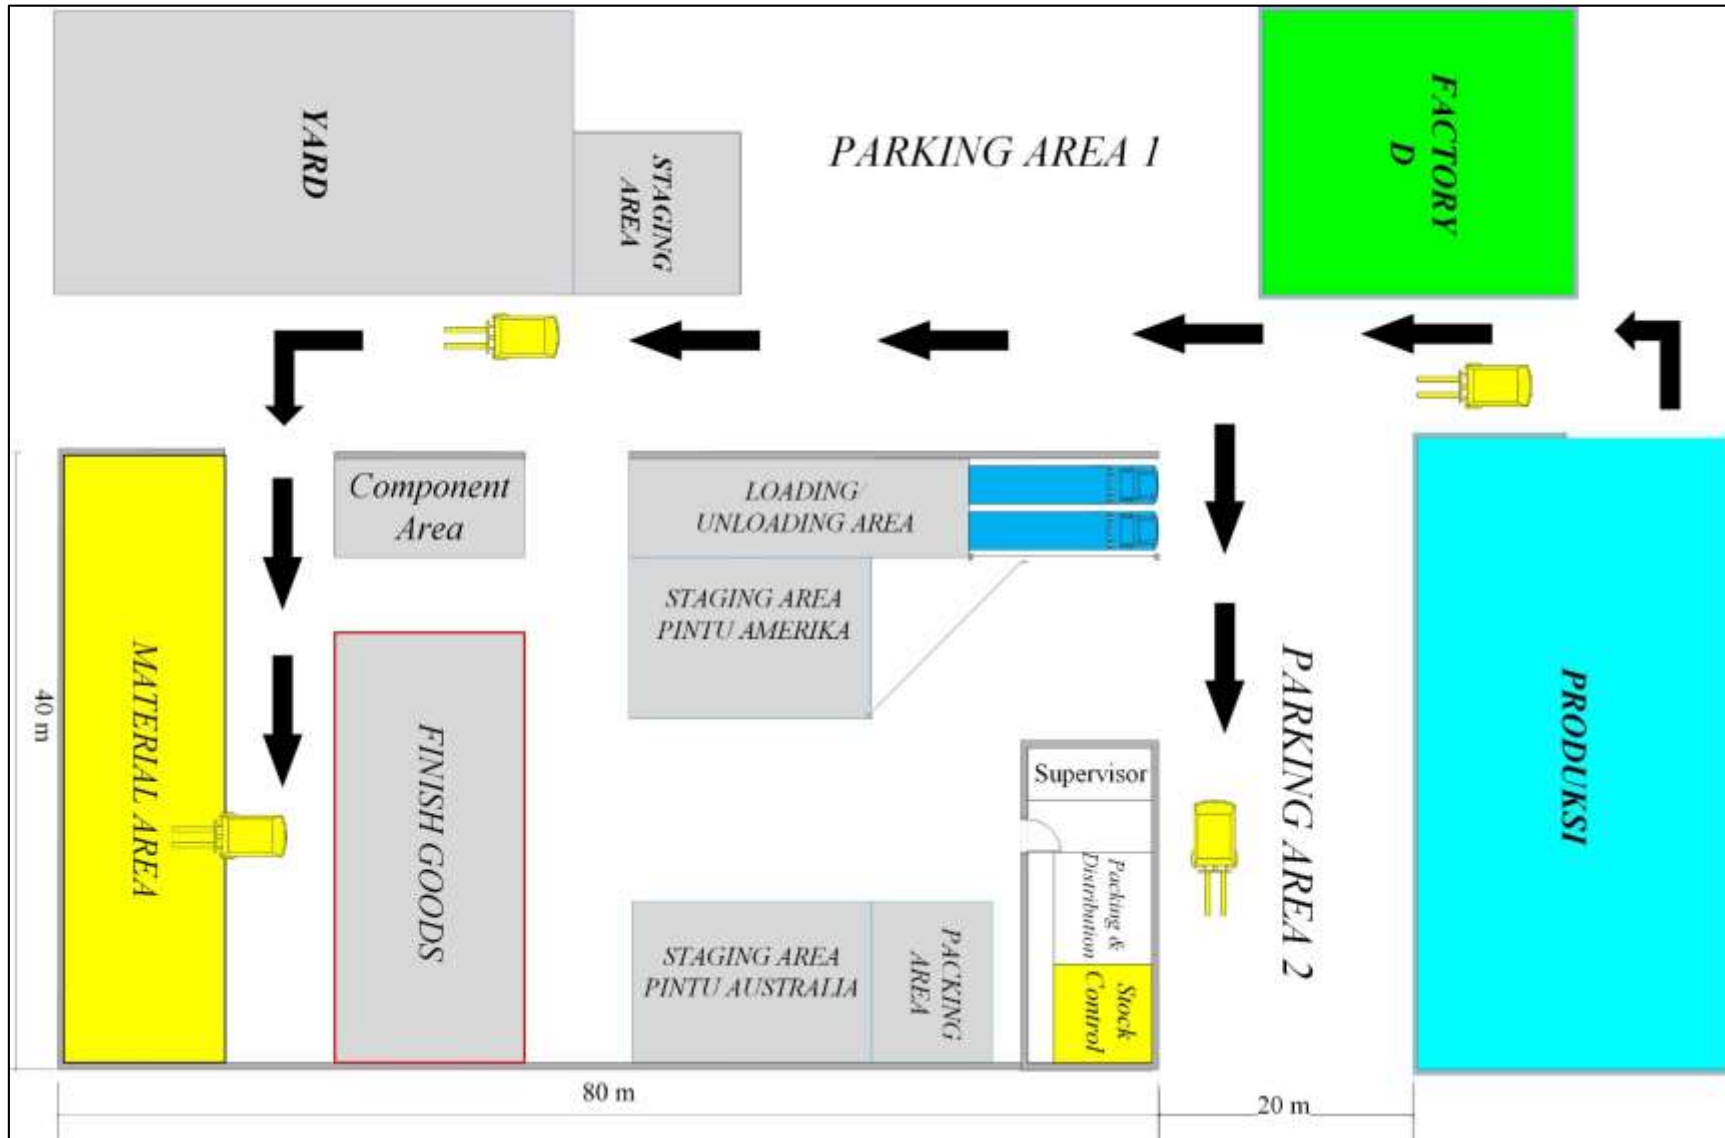 YARD
STAGING
AREA
PARKING AREA 1
FACTORY
D
Component
Area
LOADING/
UNLOADING AREA
STAGING AREA
PINTU AMERIKA
MATERIAL AREA
FINISH GOODS
40 m
Supervisor
Packing &
Distribution
Stock
Control
STAGING AREA
PINTU AUSTRALIA
PACKING
AREA
PARKING AREA 2
PRODUKSI
80 m
20 m